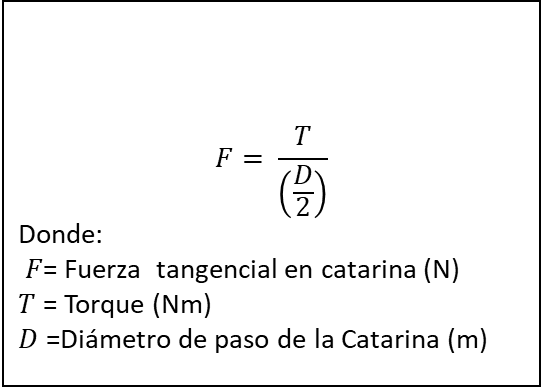 F = T / (D/2)
Donde:
F= Fuerza tangencial en catarina (N)
T = Torque (Nm)
D =Diámetro de paso de la Catarina (m)